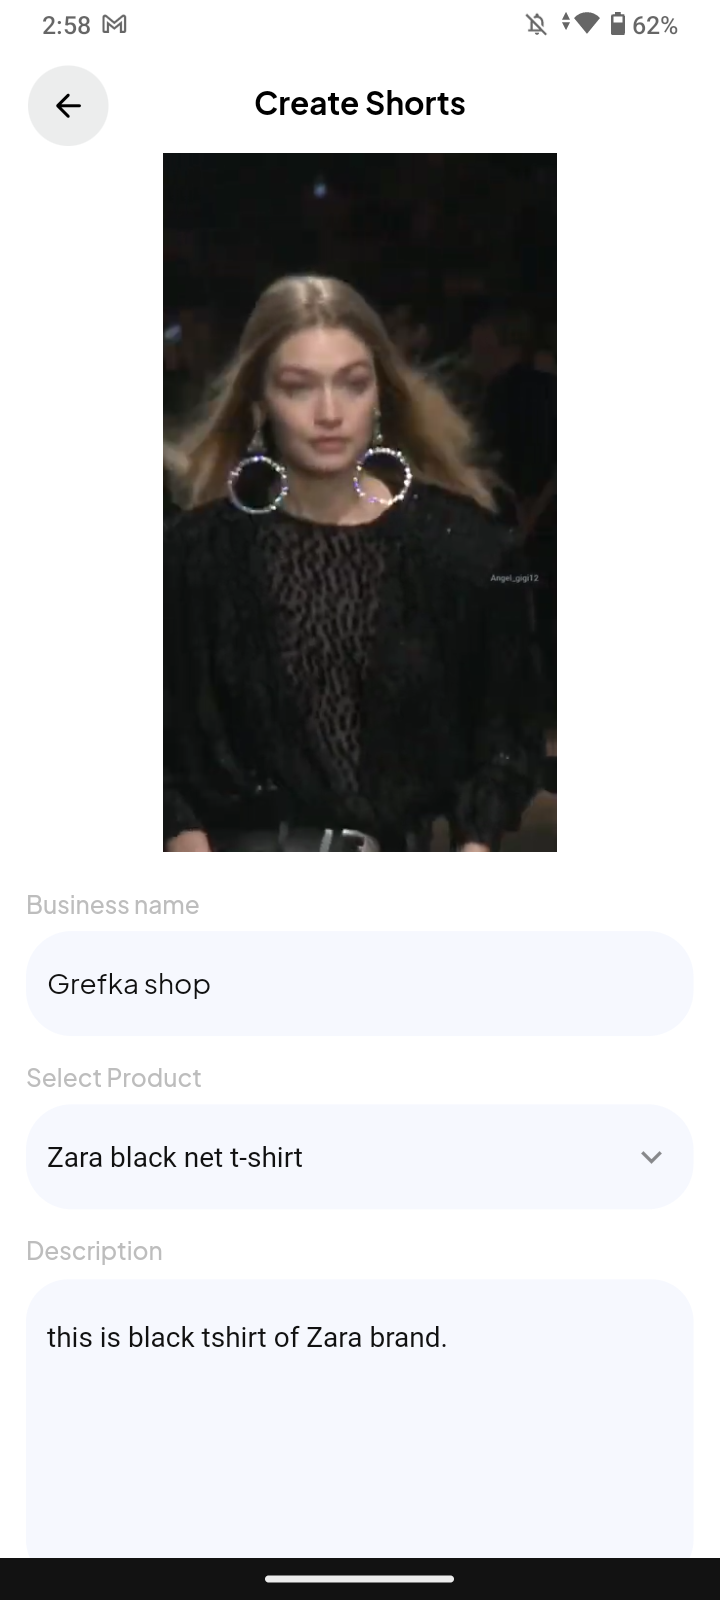 2:58
62%
Create Shorts
Angel_gigi12
Business name
Grefka shop
Select Product
Zara black net t-shirt
Description
this is black tshirt of Zara brand.